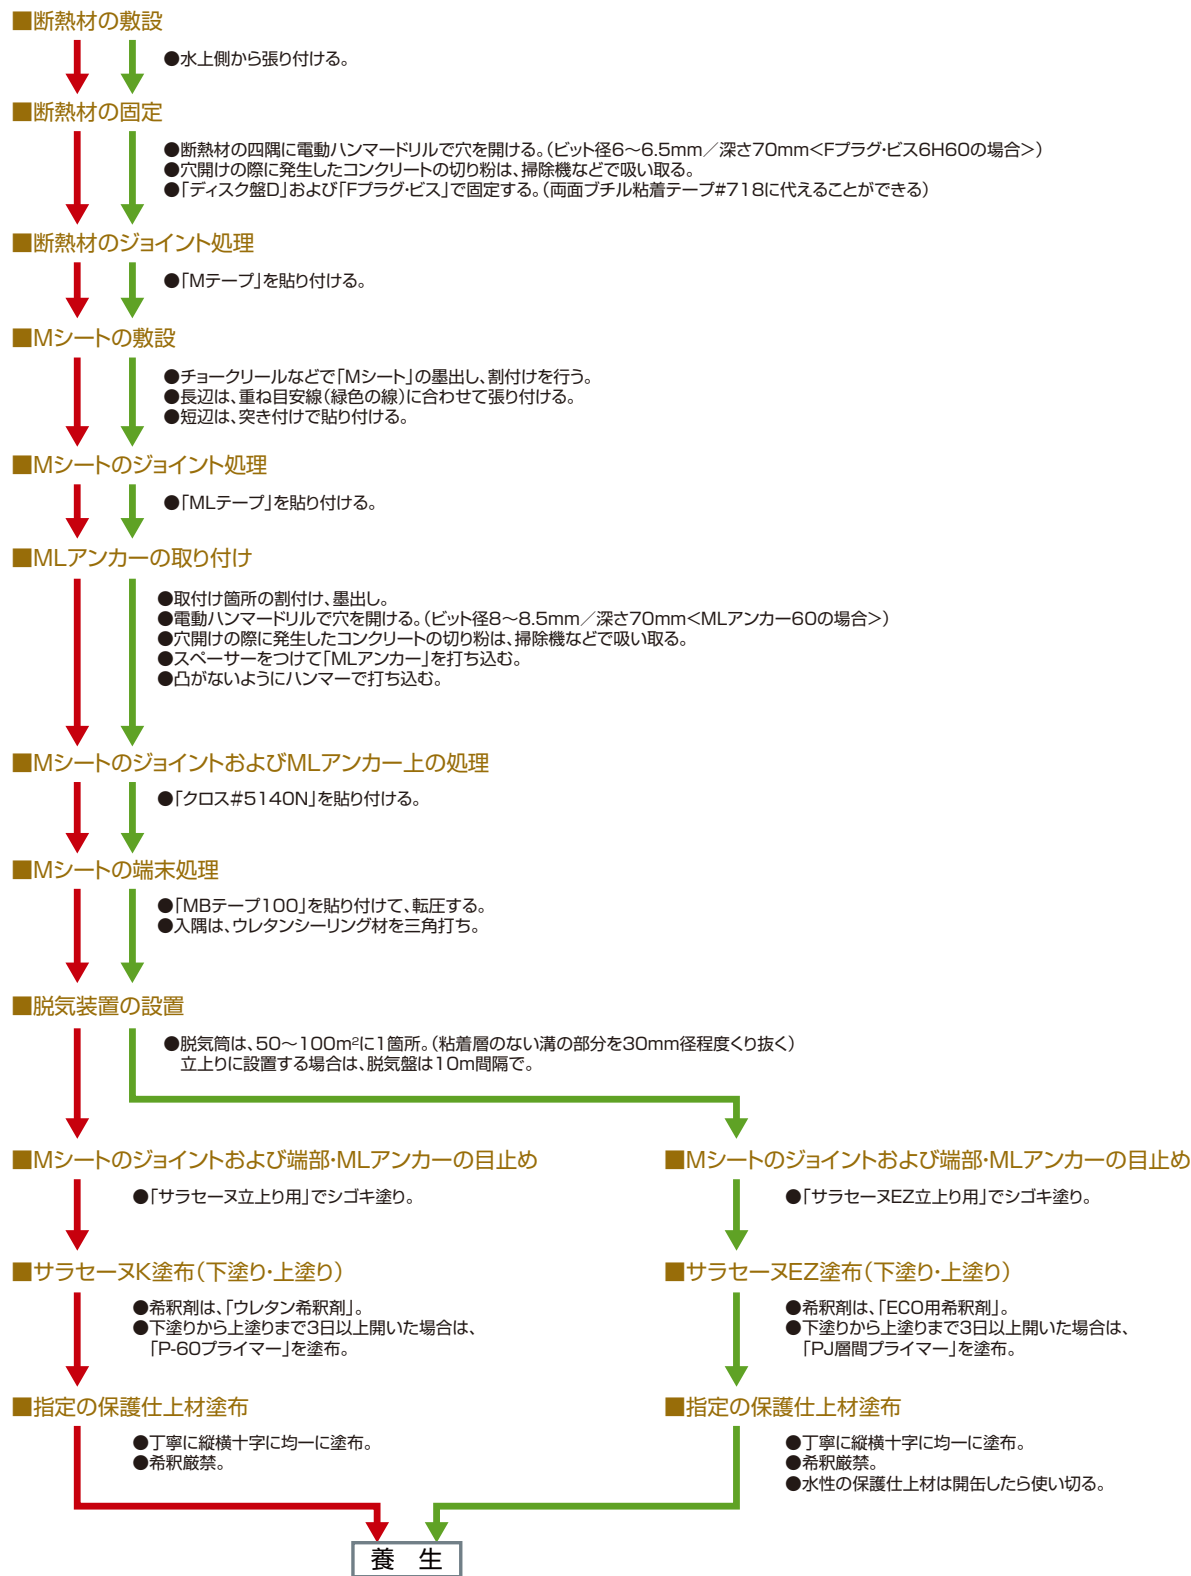 ■断熱材の敷設
●水上側から張り付ける。
■断熱材の固定
●断熱材の四隅に電動ハンマードリルで穴を開ける。(ビット径6～6.5mm／深さ70mm<Fプラグ・ビス6H60の場合>)
●穴開けの際に発生したコンクリートの切り粉は、掃除機などで吸い取る。
●「ディスク盤D」および「Fプラグ・ビス」で固定する。(両面ブチル粘着テープ#718に代えることができる)
■断熱材のジョイント処理
●「Mテープ」を貼り付ける。
■Mシートの敷設
●チョークリールなどで「Mシート」の墨出し、割付けを行う。
●長辺は、重ね目安線(緑色の線)に合わせて張り付ける。
●短辺は、突き付けで貼り付ける。
■Mシートのジョイント処理
●「MLテープ」を貼り付ける。
■MLアンカーの取り付け
●取付け箇所の割付け、墨出し。
●電動ハンマードリルで穴を開ける。(ビット径8～8.5mm／深さ70mm<MLアンカー60の場合>)
●穴開けの際に発生したコンクリートの切り粉は、掃除機などで吸い取る。
●スペーサーをつけて「MLアンカー」を打ち込む。
●凸がないようにハンマーで打ち込む。
■MシートのジョイントおよびMLアンカー上の処理
●「クロス#5140N」を貼り付ける。
■Mシートの端末処理
●「MBテープ100」を貼り付けて、転圧する。
●入隅は、ウレタンシーリング材を三角打ち。
■脱気装置の設置
●脱気筒は、50～100m²に1箇所。(粘着層のない溝の部分を30mm径程度くり抜く)
立上りに設置する場合は、脱気盤は10m間隔で。
■Mシートのジョイントおよび端部・MLアンカーの目止め
●「サラセーヌ立上り用」でシゴキ塗り。
■サラセーヌK塗布(下塗り・上塗り)
●希釈剤は、「ウレタン希釈剤」。
●下塗りから上塗りまで3日以上開いた場合は、
「P-60プライマー」を塗布。
■指定の保護仕上材塗布
●丁寧に縦横十字に均一に塗布。
●希釈厳禁。
■Mシートのジョイントおよび端部・MLアンカーの目止め
●「サラセーヌEZ立上り用」でシゴキ塗り。
■サラセーヌEZ塗布(下塗り・上塗り)
●希釈剤は、「ECO用希釈剤」。
●下塗りから上塗りまで3日以上開いた場合は、
「PJ層間プライマー」を塗布。
■指定の保護仕上材塗布
●丁寧に縦横十字に均一に塗布。
●希釈厳禁。
●水性の保護仕上材は開缶したら使い切る。
養 生